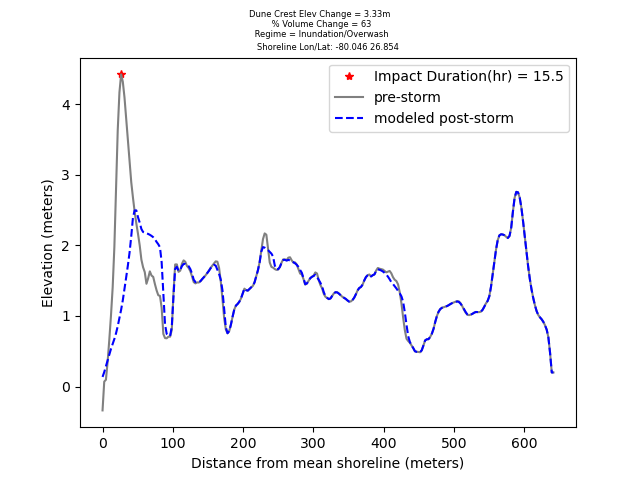 Dune Crest Elev Change = 3.33m
% Volume Change = 63
Regime = Inundation/Overwash
Shoreline Lon/Lat: -80.046 26.854
Impact Duration(hr) = 15.5
pre-storm
modeled post-storm
Elevation (meters)
4
3
2
1
0
0 100 200 300 400 500 600
Distance from mean shoreline (meters)